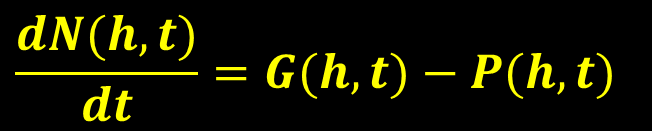 dN(h,t)/dt = G(h,t) − P(h,t)